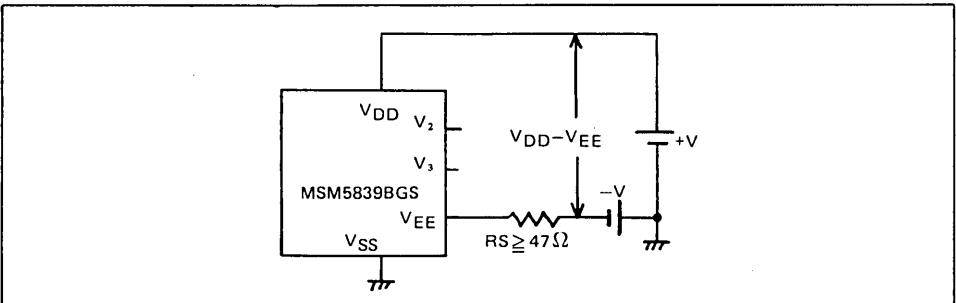 VDD
V₂
V₃
MSM5839BGS
VEE
VSS
VDD−VEE
+V
−V
RS≧47Ω